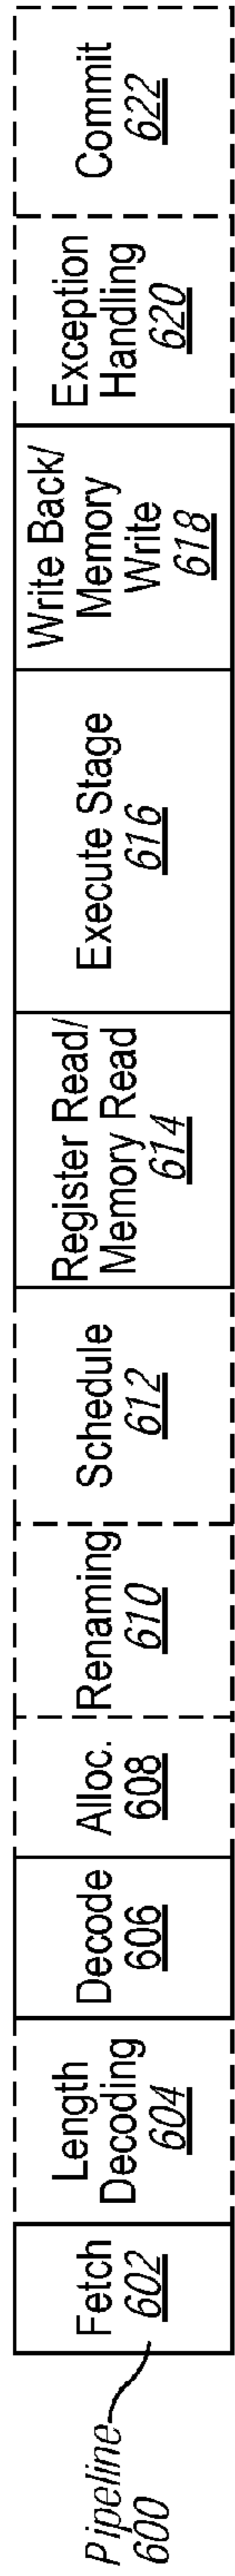 Pipeline
600
Fetch
602
Length
Decoding
604
Decode
606
Alloc.
608
Renaming
610
Schedule
612
Register Read/
Memory Read
614
Execute Stage
616
Write Back/
Memory
Write
618
Exception
Handling
620
Commit
622